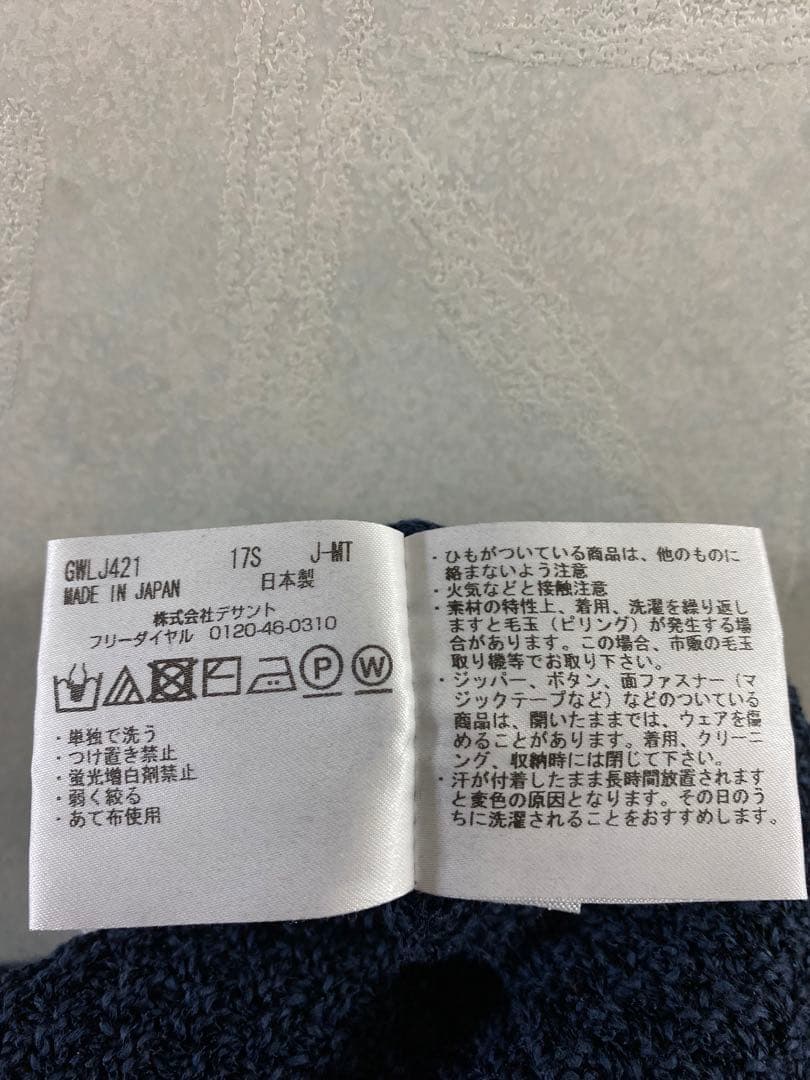 GWLJ421 17S J-MT
MADE IN JAPAN 日本製
株式会社デサント
フリーダイヤル 0120-46-0310
P W
・単独で洗う
・つけ置き禁止
・蛍光増白剤禁止
・弱く絞る
・あて布使用
・ひもがついている商品は、他のものに
絡まないよう注意
・火気などと接触注意
・素材の特性上、着用、洗濯を繰り返し
ますと毛玉（ピリング）が発生する場
合があります。この場合、市販の毛玉
取り機等でお取り下さい。
・ジッパー、ボタン、面ファスナー（マ
ジックテープなど）などのついている
商品は、開いたままでは、ウェアを傷
めることがあります。着用、クリーニ
ング、収納時には閉じて下さい。
・汗が付着したまま長時間放置されます
と変色の原因となります。その日のう
ちに洗濯されることをおすすめします。